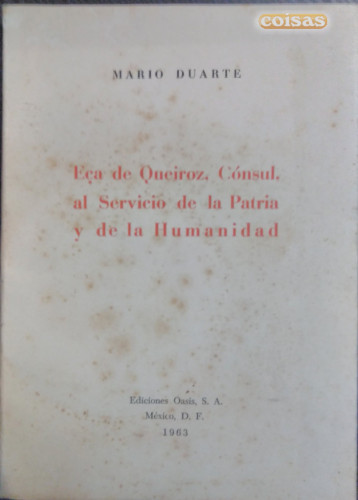 coisas
MARIO DUARTE
Eça de Queiroz, Cónsul,
al Servicio de la Patria
y de la Humanidad
Ediciones Oasis, S. A.
México, D. F.
1963